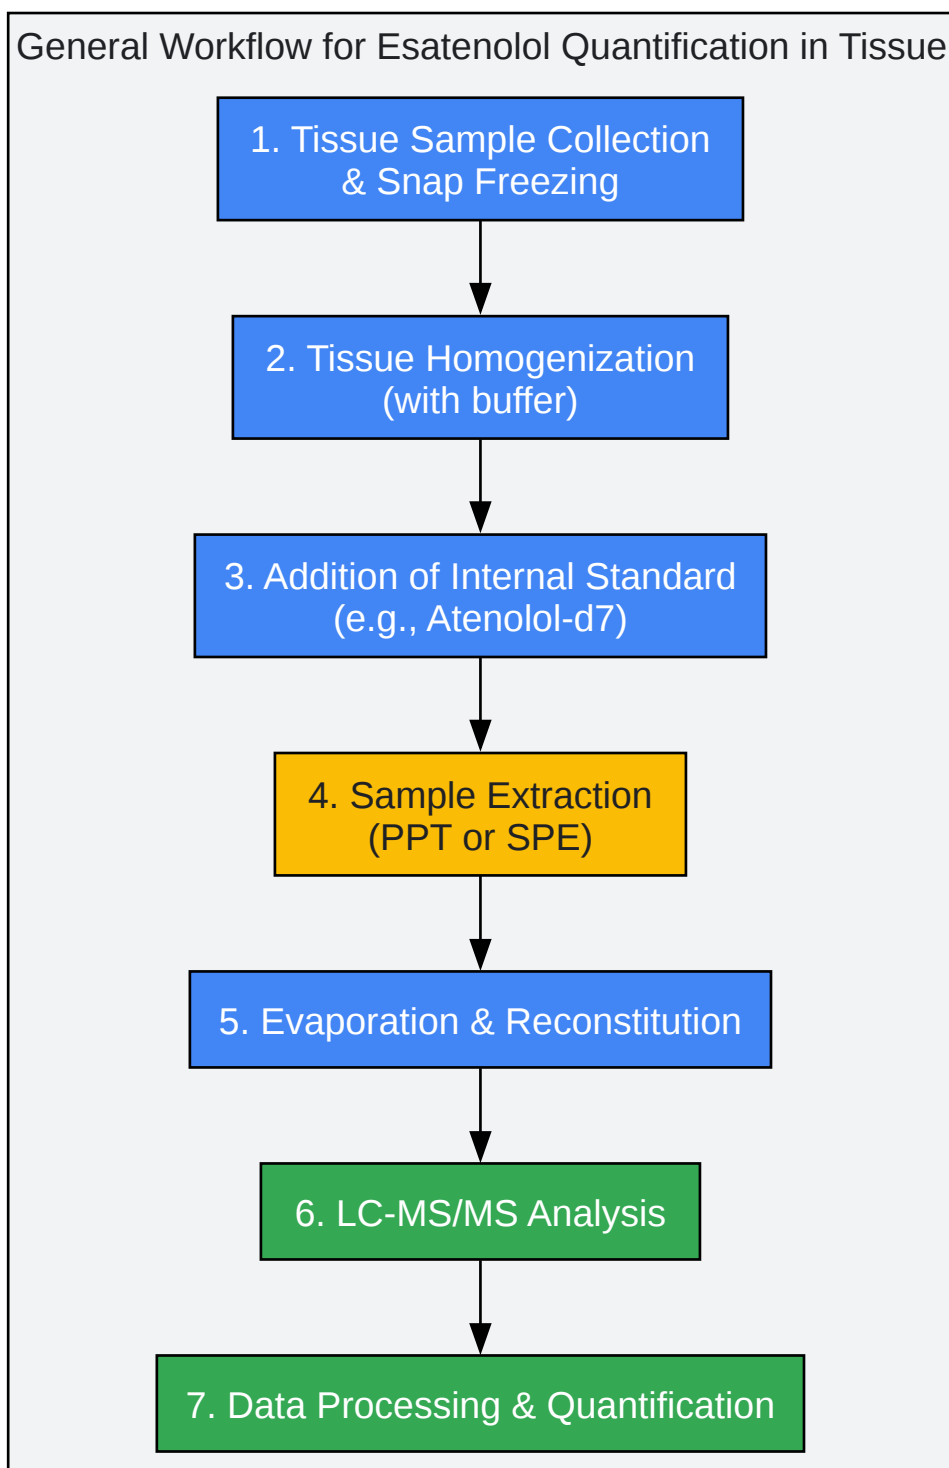 General Workflow for Esatenolol Quantification in Tissue
1. Tissue Sample Collection
& Snap Freezing
2. Tissue Homogenization
(with buffer)
3. Addition of Internal Standard
(e.g., Atenolol-d7)
4. Sample Extraction
(PPT or SPE)
5. Evaporation & Reconstitution
6. LC-MS/MS Analysis
7. Data Processing & Quantification